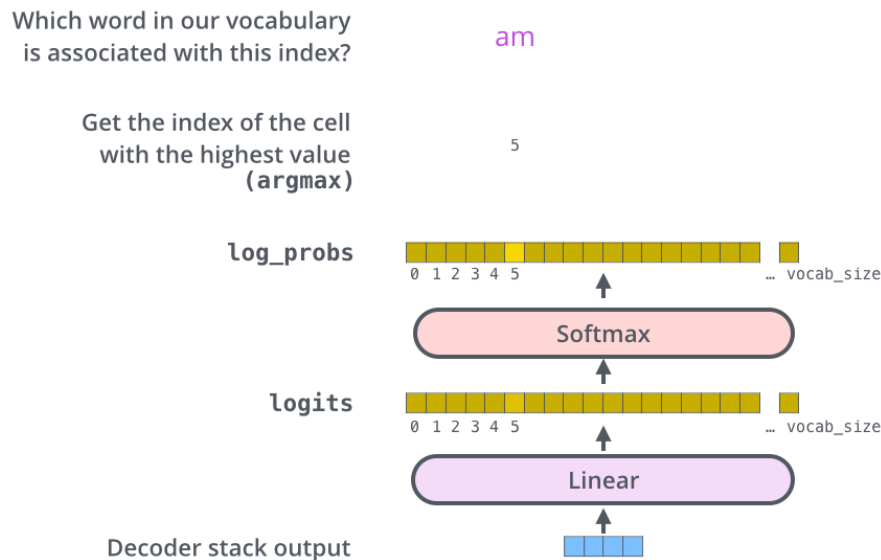 Which word in our vocabulary
is associated with this index?
am
Get the index of the cell
with the highest value
(argmax)
5
log_probs
0 1 2 3 4 5 … vocab_size
Softmax
logits
0 1 2 3 4 5 … vocab_size
Linear
Decoder stack output